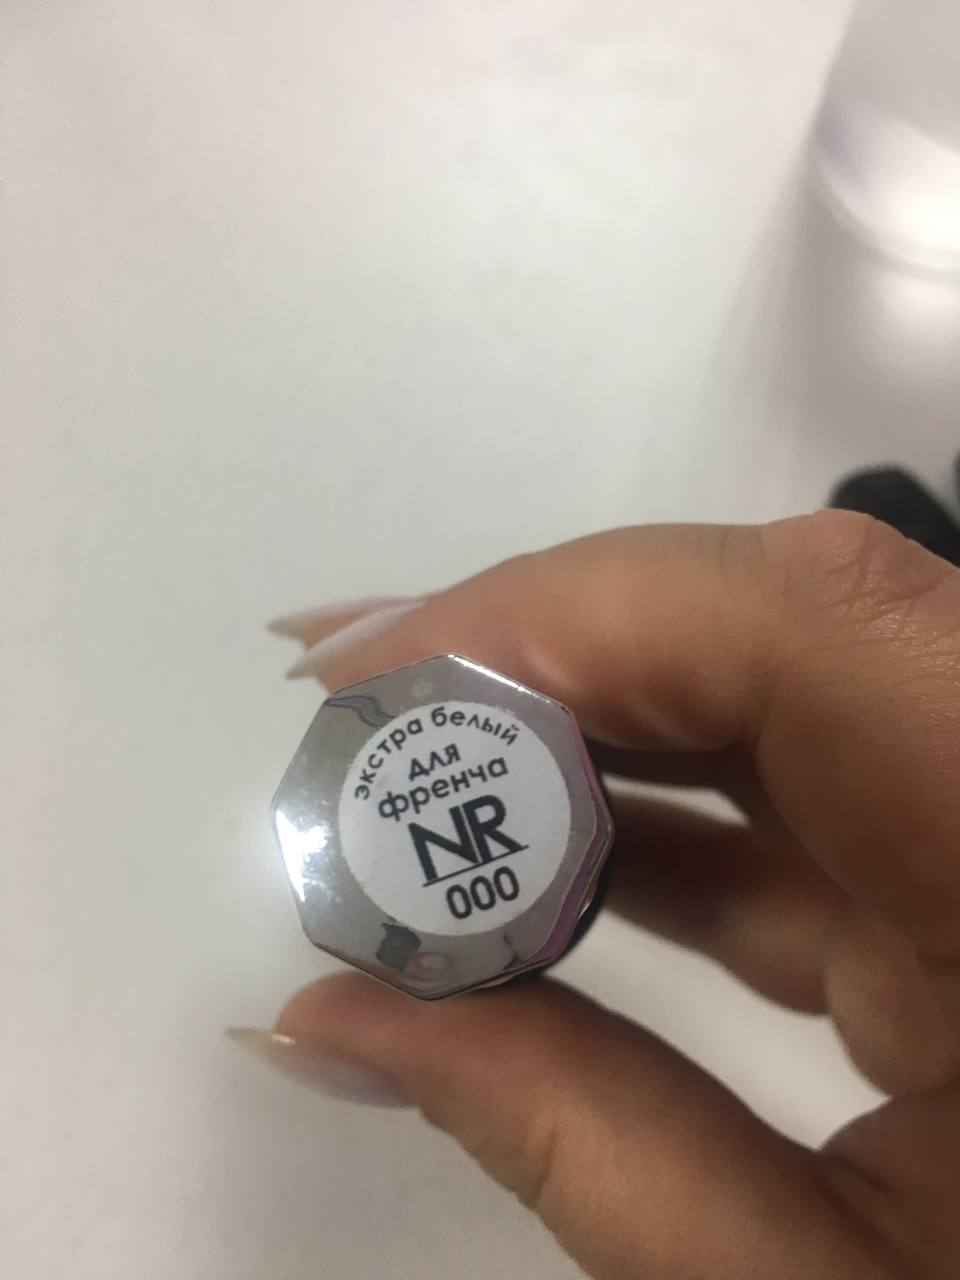 экстра белый
для
френча
NR
000